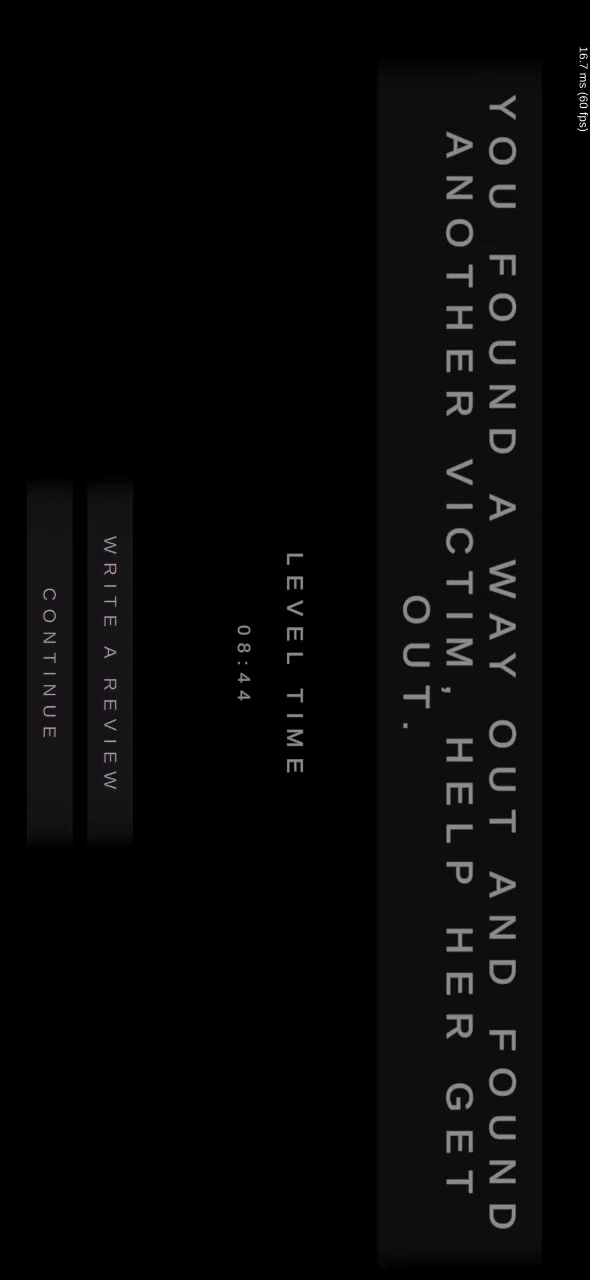 16.7 ms (60 fps)
YOU FOUND A WAY OUT AND FOUND
ANOTHER VICTIM, HELP HER GET
OUT.
LEVEL TIME
08:44
WRITE A REVIEW
CONTINUE